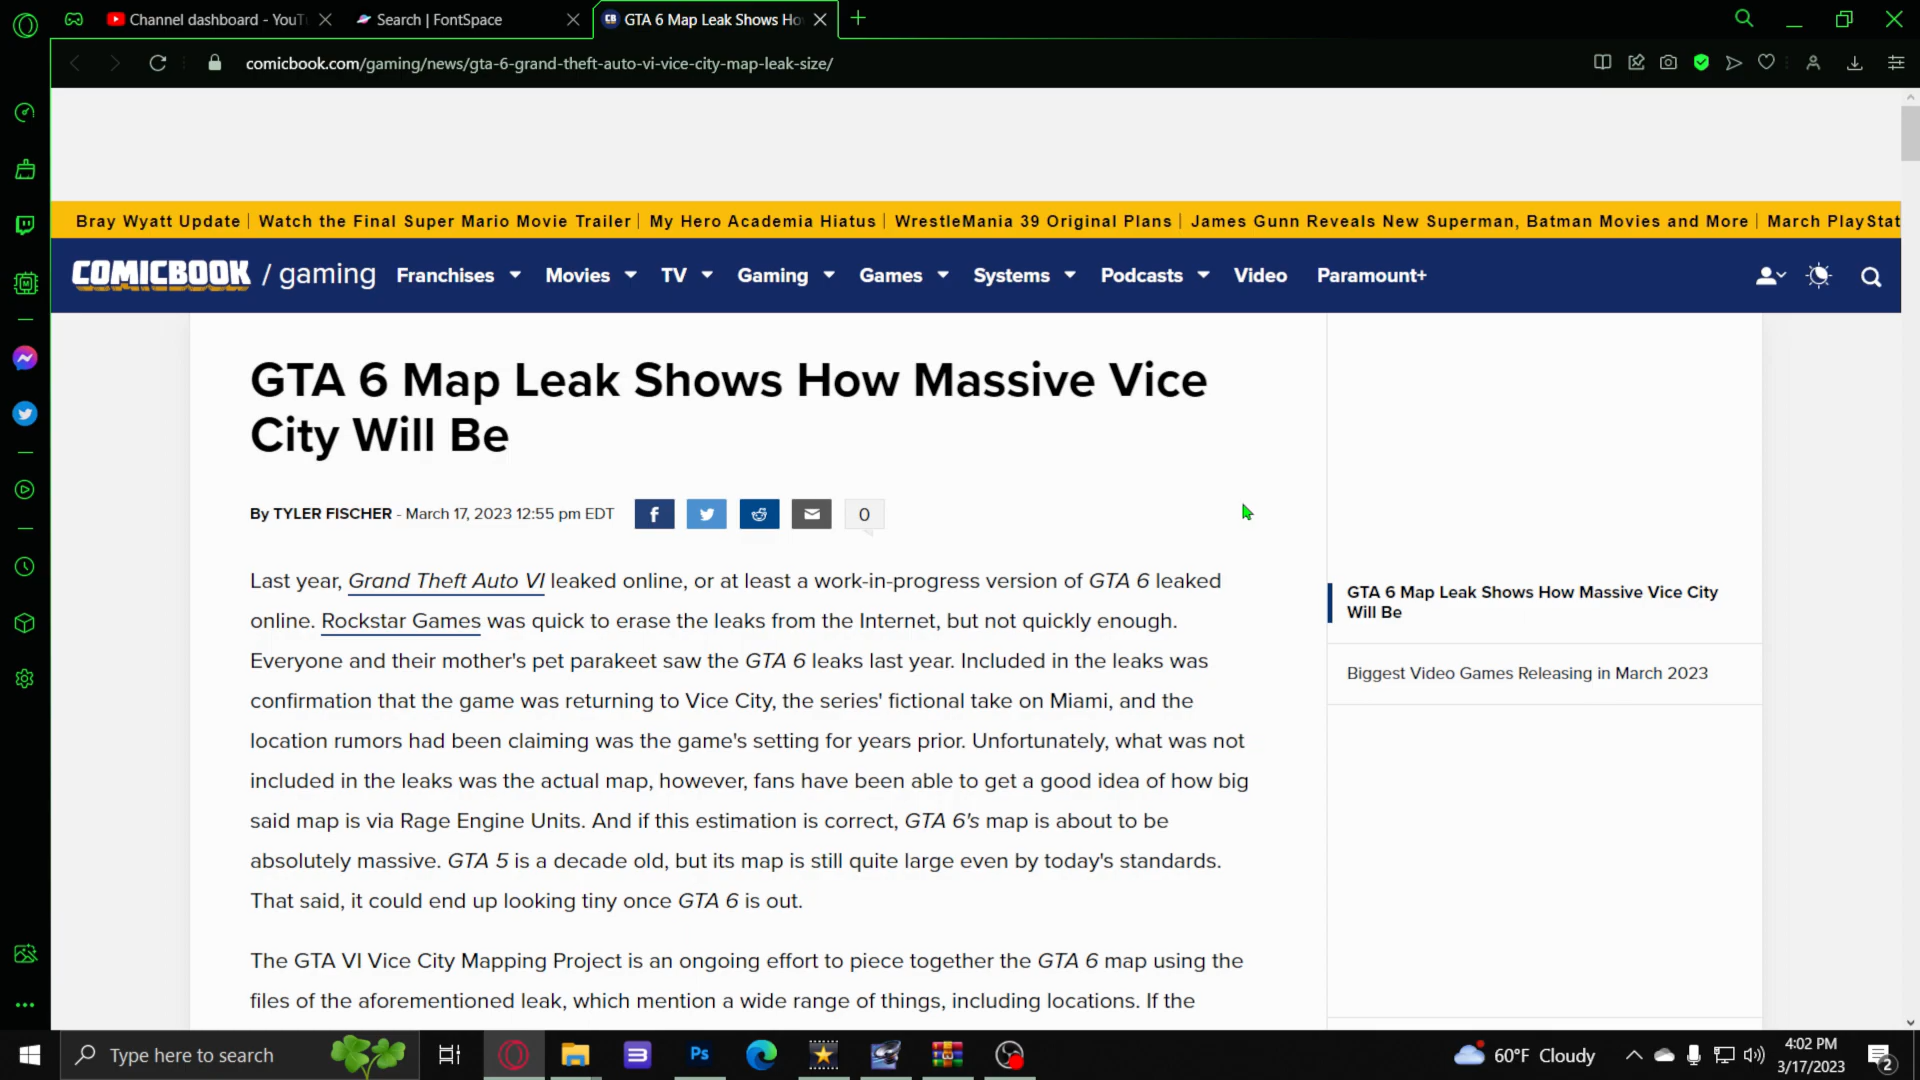 Channel dashboard - YouT
Search | FontSpace
GTA 6 Map Leak Shows Ho
comicbook.com/gaming/news/gta-6-grand-theft-auto-vi-vice-city-map-leak-size/
Bray Wyatt Update | Watch the Final Super Mario Movie Trailer | My Hero Academia Hiatus | WrestleMania 39 Original Plans | James Gunn Reveals New Superman, Batman Movies and More | March PlayStat
COMICBOOK / gaming Franchises Movies TV Gaming Games Systems Podcasts Video Paramount+
GTA 6 Map Leak Shows How Massive Vice
City Will Be
By TYLER FISCHER - March 17, 2023 12:55 pm EDT
0
Last year, Grand Theft Auto VI leaked online, or at least a work-in-progress version of GTA 6 leaked
online. Rockstar Games was quick to erase the leaks from the Internet, but not quickly enough.
Everyone and their mother's pet parakeet saw the GTA 6 leaks last year. Included in the leaks was
confirmation that the game was returning to Vice City, the series' fictional take on Miami, and the
location rumors had been claiming was the game's setting for years prior. Unfortunately, what was not
included in the leaks was the actual map, however, fans have been able to get a good idea of how big
said map is via Rage Engine Units. And if this estimation is correct, GTA 6's map is about to be
absolutely massive. GTA 5 is a decade old, but its map is still quite large even by today's standards.
That said, it could end up looking tiny once GTA 6 is out.
The GTA VI Vice City Mapping Project is an ongoing effort to piece together the GTA 6 map using the
files of the aforementioned leak, which mention a wide range of things, including locations. If the
GTA 6 Map Leak Shows How Massive Vice City
Will Be
Biggest Video Games Releasing in March 2023
Type here to search
Ps
60°F Cloudy
4:02 PM
3/17/2023
2